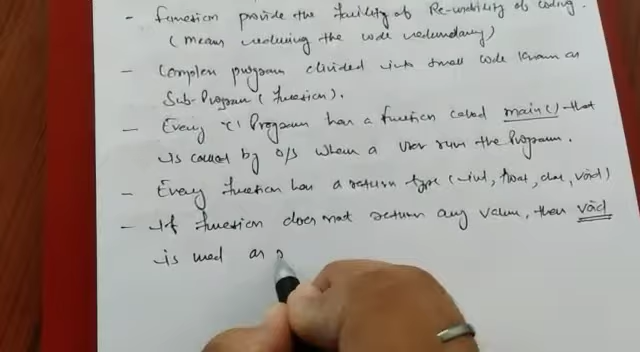 - Function provide the facility of Re-usability of coding.
(means reducing the code redundancy)
- Complex program divided into small code known as
Sub-Program (function).
- Every 'C' Program has a function called main() that
is called by O/S when a user run the Program.
- Every function has a return type (int, float, char, void)
- If function does not return any value, then void
is used as